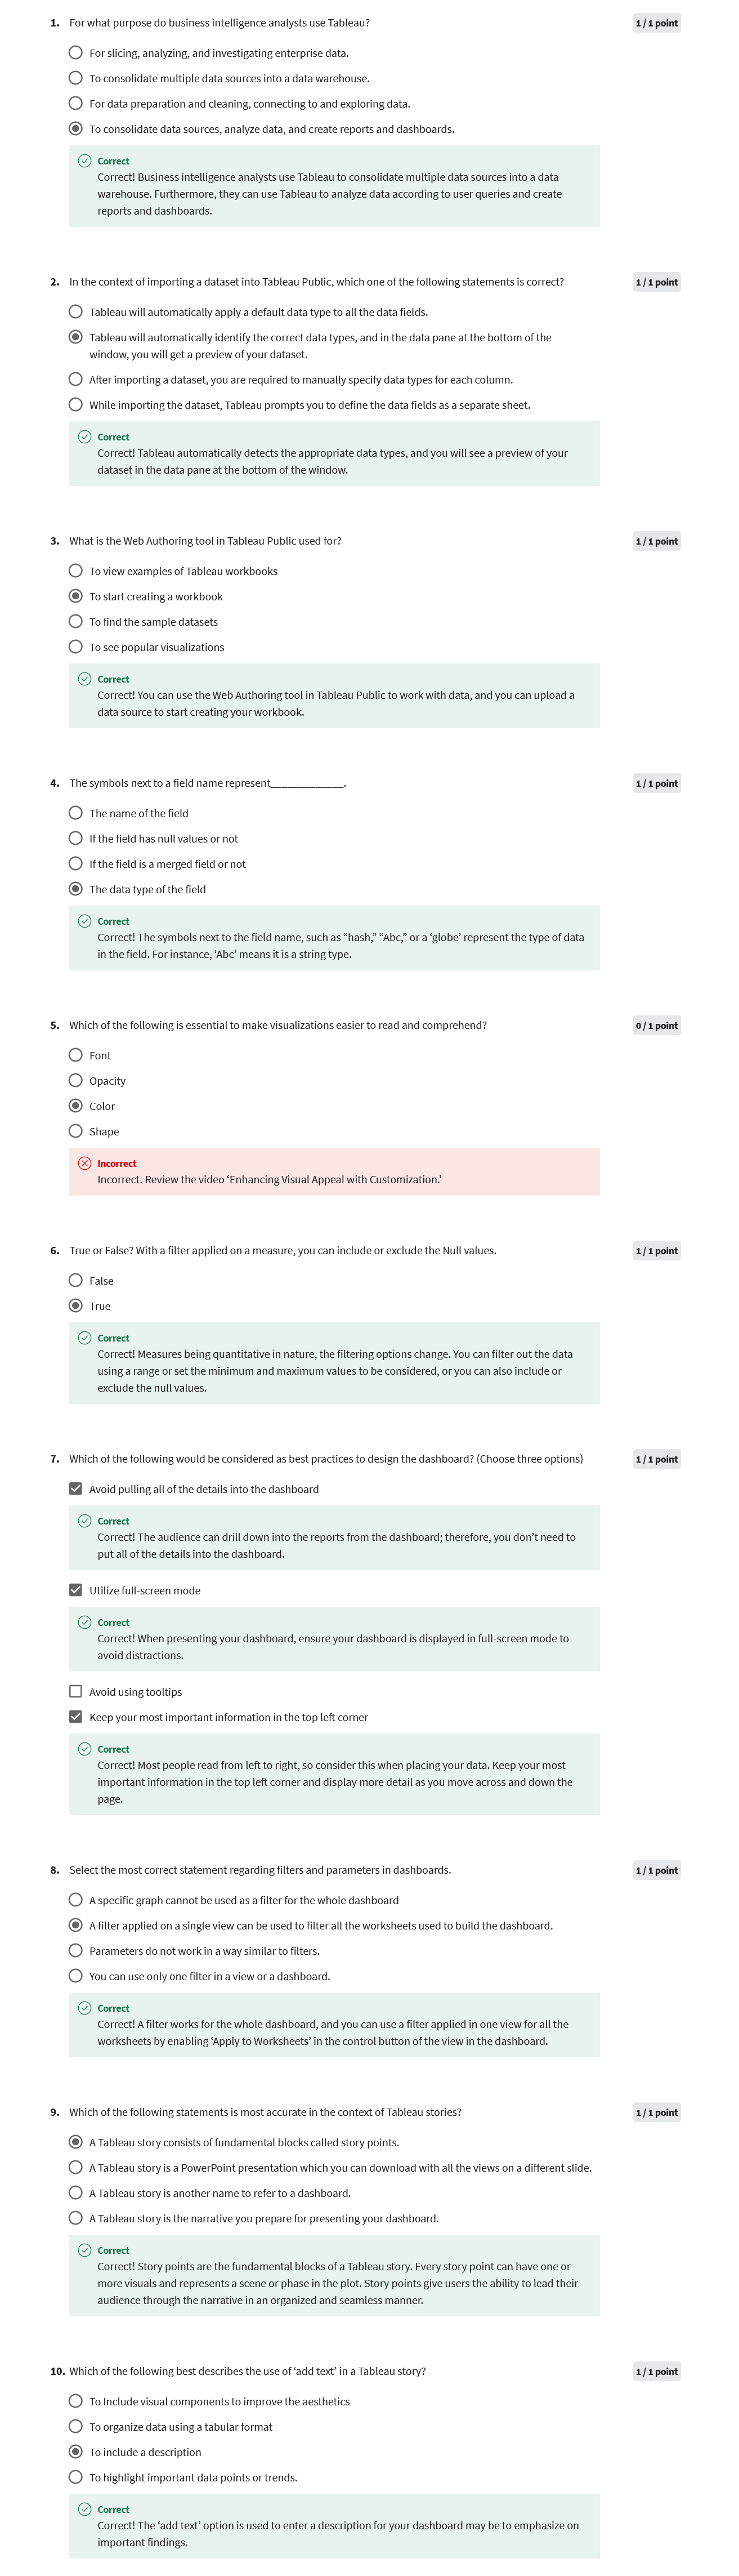 1. For what purpose do business intelligence analysts use Tableau? 1 / 1 point
For slicing, analyzing, and investigating enterprise data.
To consolidate multiple data sources into a data warehouse.
For data preparation and cleaning, connecting to and exploring data.
To consolidate data sources, analyze data, and create reports and dashboards.
Correct
Correct! Business intelligence analysts use Tableau to consolidate multiple data sources into a data
warehouse. Furthermore, they can use Tableau to analyze data according to user queries and create
reports and dashboards.
2. In the context of importing a dataset into Tableau Public, which one of the following statements is correct? 1 / 1 point
Tableau will automatically apply a default data type to all the data fields.
Tableau will automatically identify the correct data types, and in the data pane at the bottom of the
window, you will get a preview of your dataset.
After importing a dataset, you are required to manually specify data types for each column.
While importing the dataset, Tableau prompts you to define the data fields as a separate sheet.
Correct
Correct! Tableau automatically detects the appropriate data types, and you will see a preview of your
dataset in the data pane at the bottom of the window.
3. What is the Web Authoring tool in Tableau Public used for? 1 / 1 point
To view examples of Tableau workbooks
To start creating a workbook
To find the sample datasets
To see popular visualizations
Correct
Correct! You can use the Web Authoring tool in Tableau Public to work with data, and you can upload a
data source to start creating your workbook.
4. The symbols next to a field name represent_____________. 1 / 1 point
The name of the field
If the field has null values or not
If the field is a merged field or not
The data type of the field
Correct
Correct! The symbols next to the field name, such as “hash,” “Abc,” or a ‘globe’ represent the type of data
in the field. For instance, ‘Abc’ means it is a string type.
5. Which of the following is essential to make visualizations easier to read and comprehend? 0 / 1 point
Font
Opacity
Color
Shape
Incorrect
Incorrect. Review the video ‘Enhancing Visual Appeal with Customization.’
6. True or False? With a filter applied on a measure, you can include or exclude the Null values. 1 / 1 point
False
True
Correct
Correct! Measures being quantitative in nature, the filtering options change. You can filter out the data
using a range or set the minimum and maximum values to be considered, or you can also include or
exclude the null values.
7. Which of the following would be considered as best practices to design the dashboard? (Choose three options) 1 / 1 point
Avoid pulling all of the details into the dashboard
Correct
Correct! The audience can drill down into the reports from the dashboard; therefore, you don’t need to
put all of the details into the dashboard.
Utilize full-screen mode
Correct
Correct! When presenting your dashboard, ensure your dashboard is displayed in full-screen mode to
avoid distractions.
Avoid using tooltips
Keep your most important information in the top left corner
Correct
Correct! Most people read from left to right, so consider this when placing your data. Keep your most
important information in the top left corner and display more detail as you move across and down the
page.
8. Select the most correct statement regarding filters and parameters in dashboards. 1 / 1 point
A specific graph cannot be used as a filter for the whole dashboard
A filter applied on a single view can be used to filter all the worksheets used to build the dashboard.
Parameters do not work in a way similar to filters.
You can use only one filter in a view or a dashboard.
Correct
Correct! A filter works for the whole dashboard, and you can use a filter applied in one view for all the
worksheets by enabling ‘Apply to Worksheets’ in the control button of the view in the dashboard.
9. Which of the following statements is most accurate in the context of Tableau stories? 1 / 1 point
A Tableau story consists of fundamental blocks called story points.
A Tableau story is a PowerPoint presentation which you can download with all the views on a different slide.
A Tableau story is another name to refer to a dashboard.
A Tableau story is the narrative you prepare for presenting your dashboard.
Correct
Correct! Story points are the fundamental blocks of a Tableau story. Every story point can have one or
more visuals and represents a scene or phase in the plot. Story points give users the ability to lead their
audience through the narrative in an organized and seamless manner.
10. Which of the following best describes the use of ‘add text’ in a Tableau story? 1 / 1 point
To Include visual components to improve the aesthetics
To organize data using a tabular format
To include a description
To highlight important data points or trends.
Correct
Correct! The ‘add text’ option is used to enter a description for your dashboard may be to emphasize on
important findings.